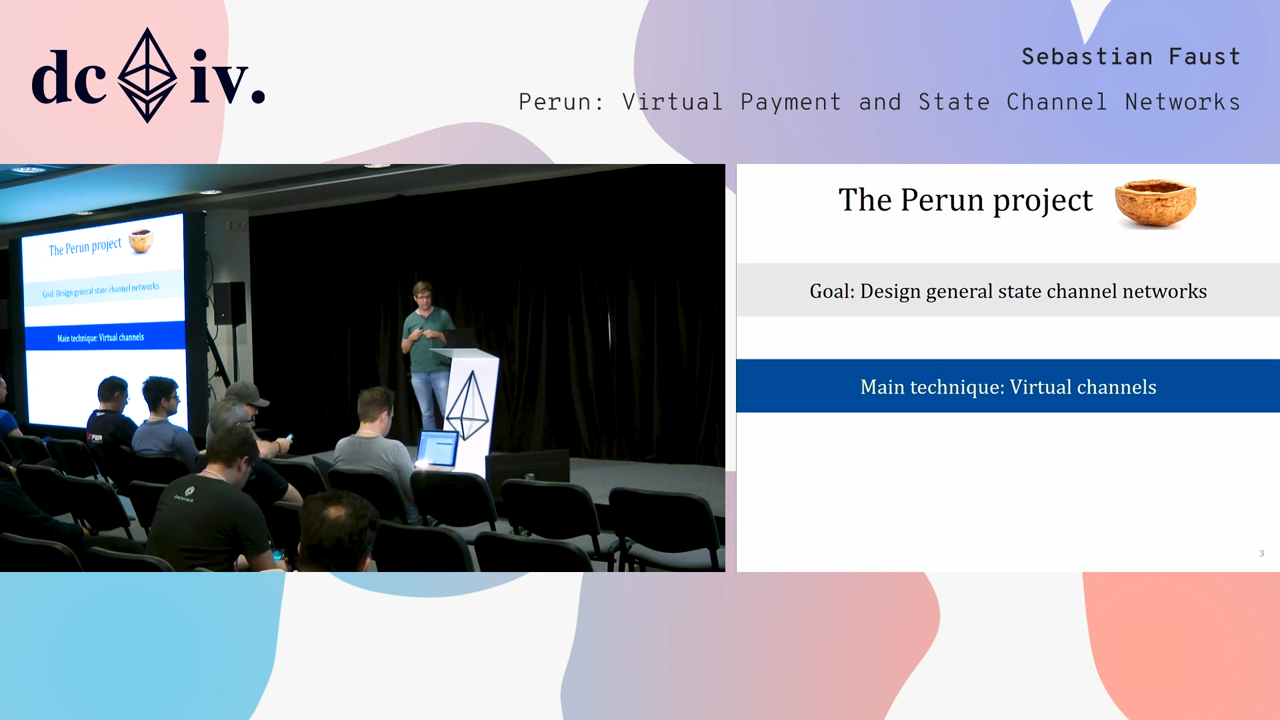 dc iv.
Sebastian Faust
Perun: Virtual Payment and State Channel Networks
The Perun project
Goal: Design general state channel networks
Main technique: Virtual channels
The Perun project
Goal: Design general state channel networks
Main technique: Virtual channels
3